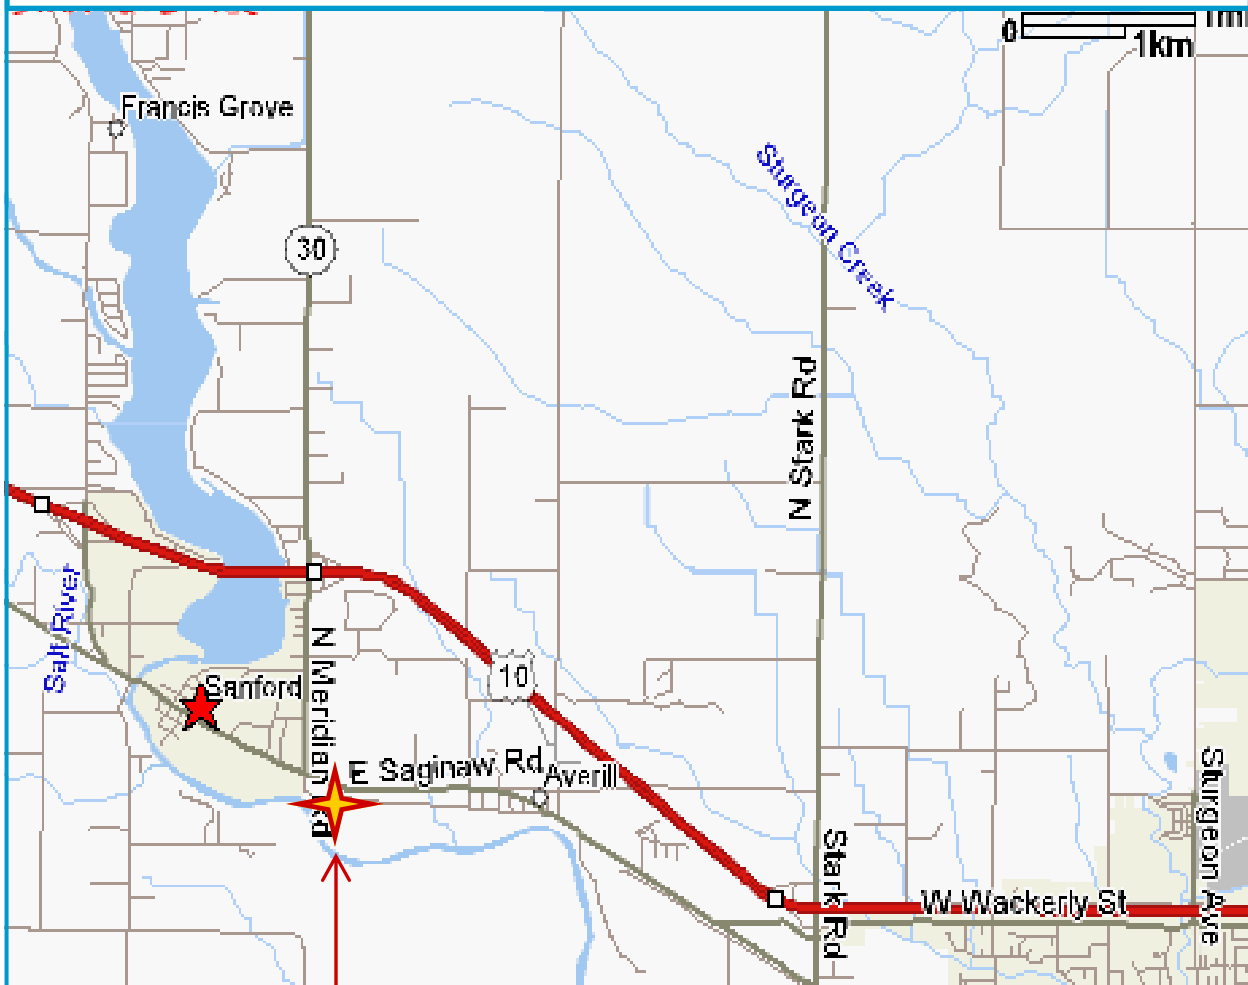 0
1km
Francis Grove
Sturgeon Creek
30
N Stark Rd
Salt River
N Meridian Rd
Sanford
10
E Saginaw Rd
Averill
Sturgeon Ave
Stark Rd
W Wackerly St